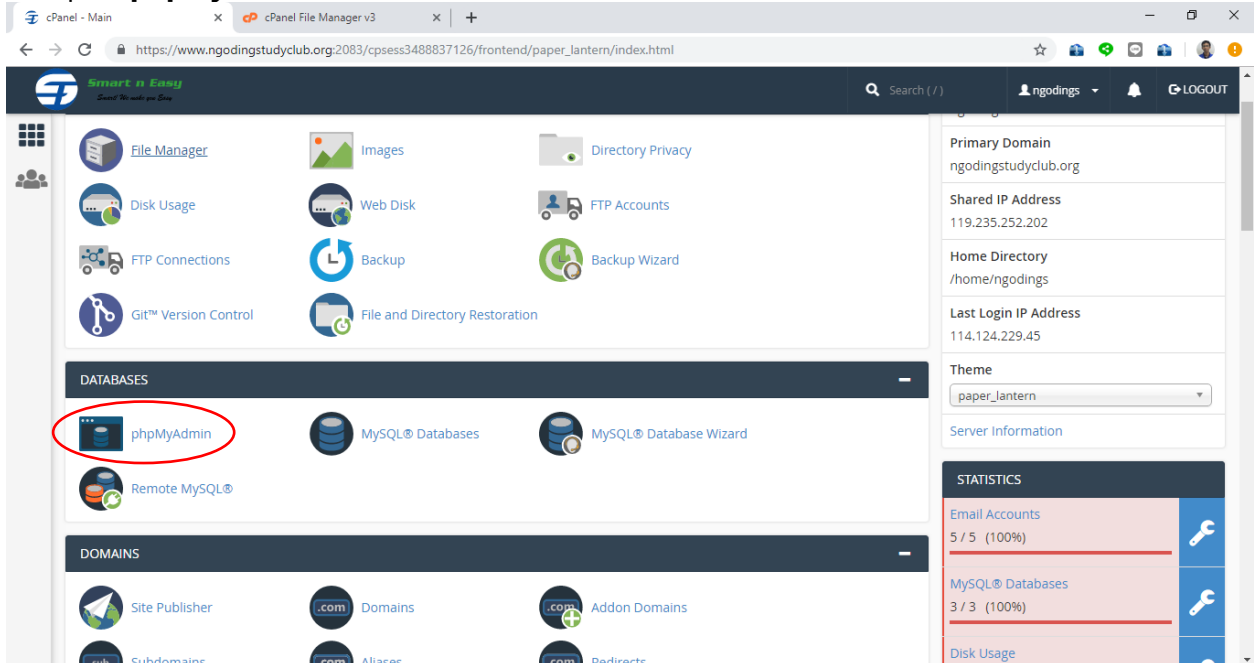 cPanel - Main
cPanel File Manager v3
https://www.ngodingstudyclub.org:2083/cpsess3488837126/frontend/paper_lantern/index.html
Smart n Easy
Search ( / )
ngodings
LOGOUT
File Manager
Images
Directory Privacy
Disk Usage
Web Disk
FTP Accounts
FTP Connections
Backup
Backup Wizard
Git™ Version Control
File and Directory Restoration
DATABASES
phpMyAdmin
MySQL® Databases
MySQL® Database Wizard
Remote MySQL®
DOMAINS
Site Publisher
.com
Domains
.com
Addon Domains
Subdomains
Aliases
Redirects
Primary Domain
ngodingstudyclub.org
Shared IP Address
119.235.252.202
Home Directory
/home/ngodings
Last Login IP Address
114.124.229.45
Theme
paper_lantern
Server Information
STATISTICS
Email Accounts
5 / 5 (100%)
MySQL® Databases
3 / 3 (100%)
Disk Usage